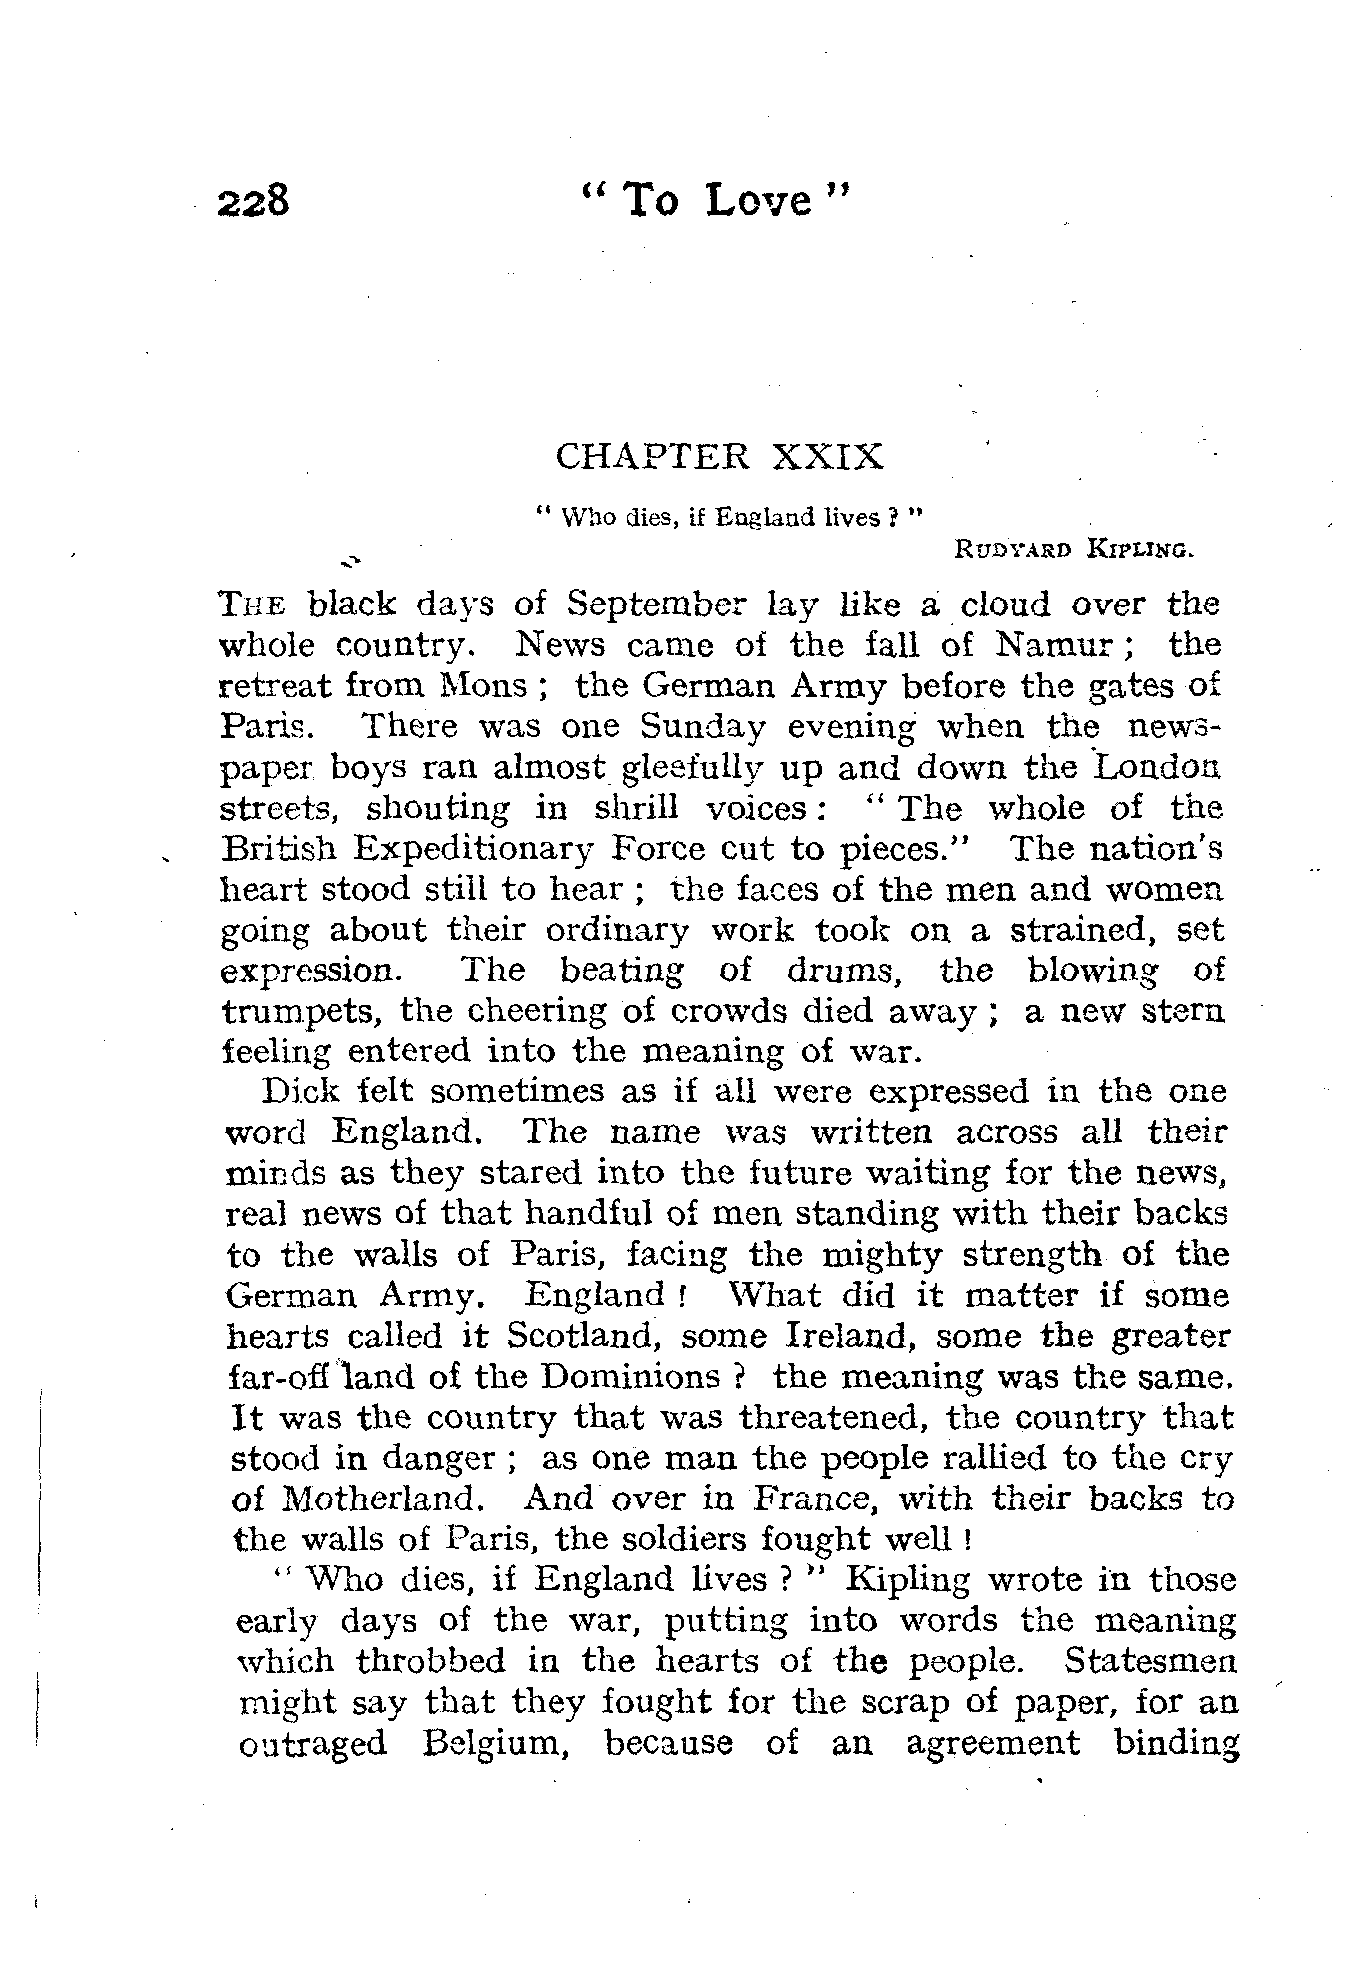 228 “ To Love ”
CHAPTER XXIX
“ Who dies, if England lives ? ”
RUDYARD KIPLING.
THE black days of September lay like a cloud over the
whole country. News came of the fall of Namur ; the
retreat from Mons ; the German Army before the gates of
Paris. There was one Sunday evening when the news-
paper boys ran almost gleefully up and down the London
streets, shouting in shrill voices : “ The whole of the
British Expeditionary Force cut to pieces.” The nation's
heart stood still to hear ; the faces of the men and women
going about their ordinary work took on a strained, set
expression. The beating of drums, the blowing of
trumpets, the cheering of crowds died away ; a new stern
feeling entered into the meaning of war.
Dick felt sometimes as if all were expressed in the one
word England. The name was written across all their
minds as they stared into the future waiting for the news,
real news of that handful of men standing with their backs
to the walls of Paris, facing the mighty strength of the
German Army. England ! What did it matter if some
hearts called it Scotland, some Ireland, some the greater
far-off land of the Dominions ? the meaning was the same.
It was the country that was threatened, the country that
stood in danger ; as one man the people rallied to the cry
of Motherland. And over in France, with their backs to
the walls of Paris, the soldiers fought well !
“ Who dies, if England lives ? ” Kipling wrote in those
early days of the war, putting into words the meaning
which throbbed in the hearts of the people. Statesmen
might say that they fought for the scrap of paper, for an
outraged Belgium, because of an agreement binding